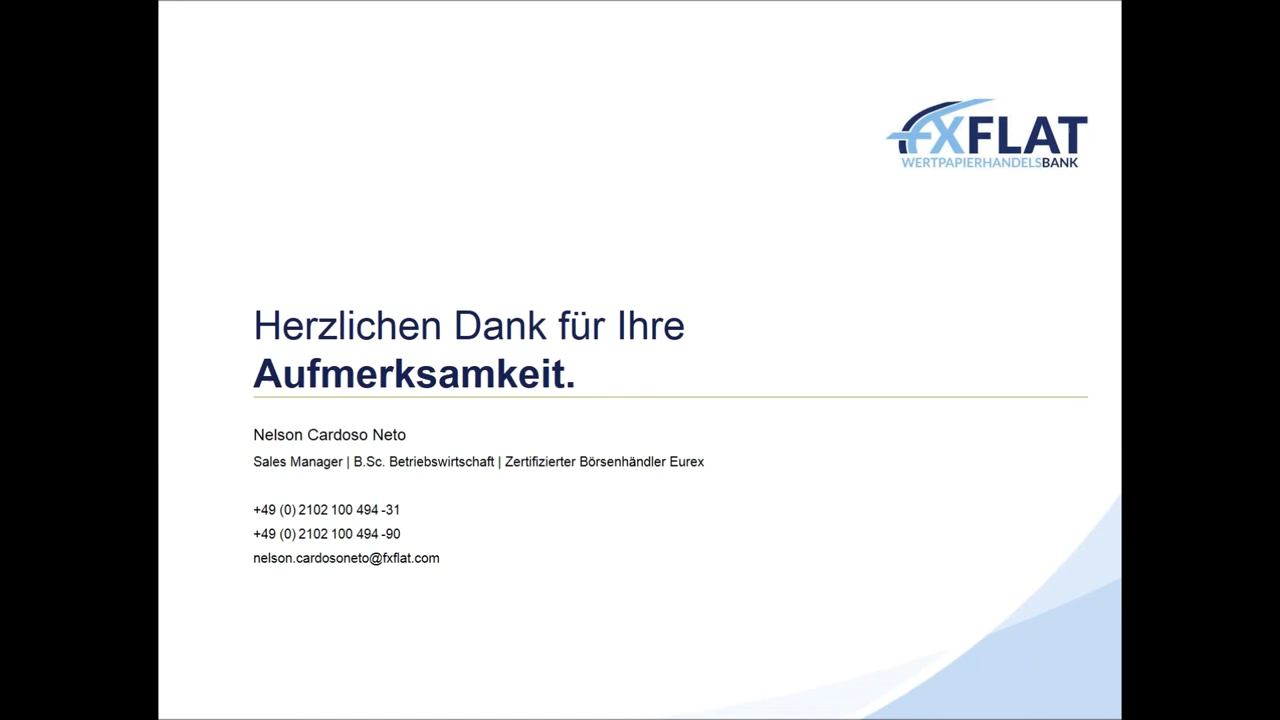 FXFLAT
WERTPAPIERHANDELSBANK
Herzlichen Dank für Ihre
Aufmerksamkeit.
Nelson Cardoso Neto
Sales Manager | B.Sc. Betriebswirtschaft | Zertifizierter Börsenhändler Eurex
+49 (0) 2102 100 494 -31
+49 (0) 2102 100 494 -90
nelson.cardosoneto@fxflat.com